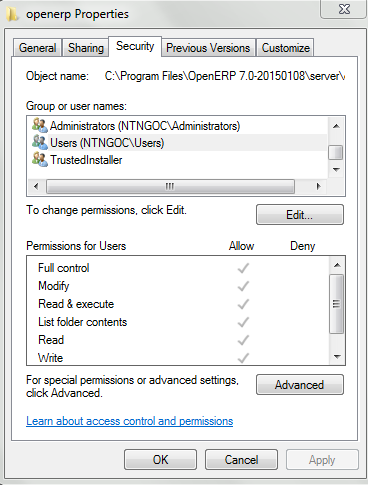 openerp Properties
General Sharing Security Previous Versions Customize
Object name: C:\Program Files\OpenERP 7.0-20150108\server\
Group or user names:
Administrators (NTNGOC\Administrators)
Users (NTNGOC\Users)
TrustedInstaller
To change permissions, click Edit.
Edit...
Permissions for Users Allow Deny
Full control
Modify
Read & execute
List folder contents
Read
Write
For special permissions or advanced settings,
click Advanced.
Advanced
Learn about access control and permissions
OK Cancel Apply